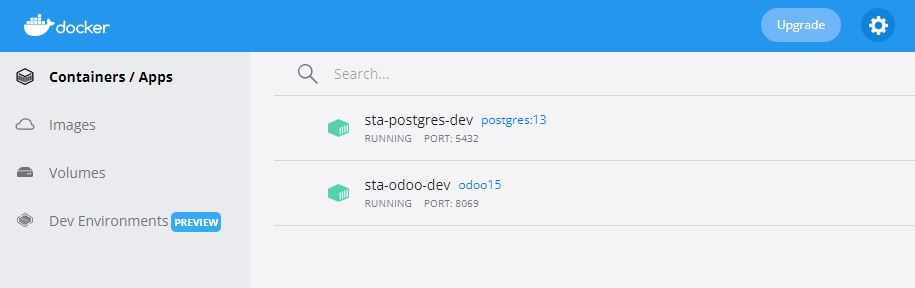 docker
Upgrade
Containers / Apps
Images
Volumes
Dev Environments PREVIEW
Search...
sta-postgres-dev postgres:13
RUNNING PORT: 5432
sta-odoo-dev odoo15
RUNNING PORT: 8069